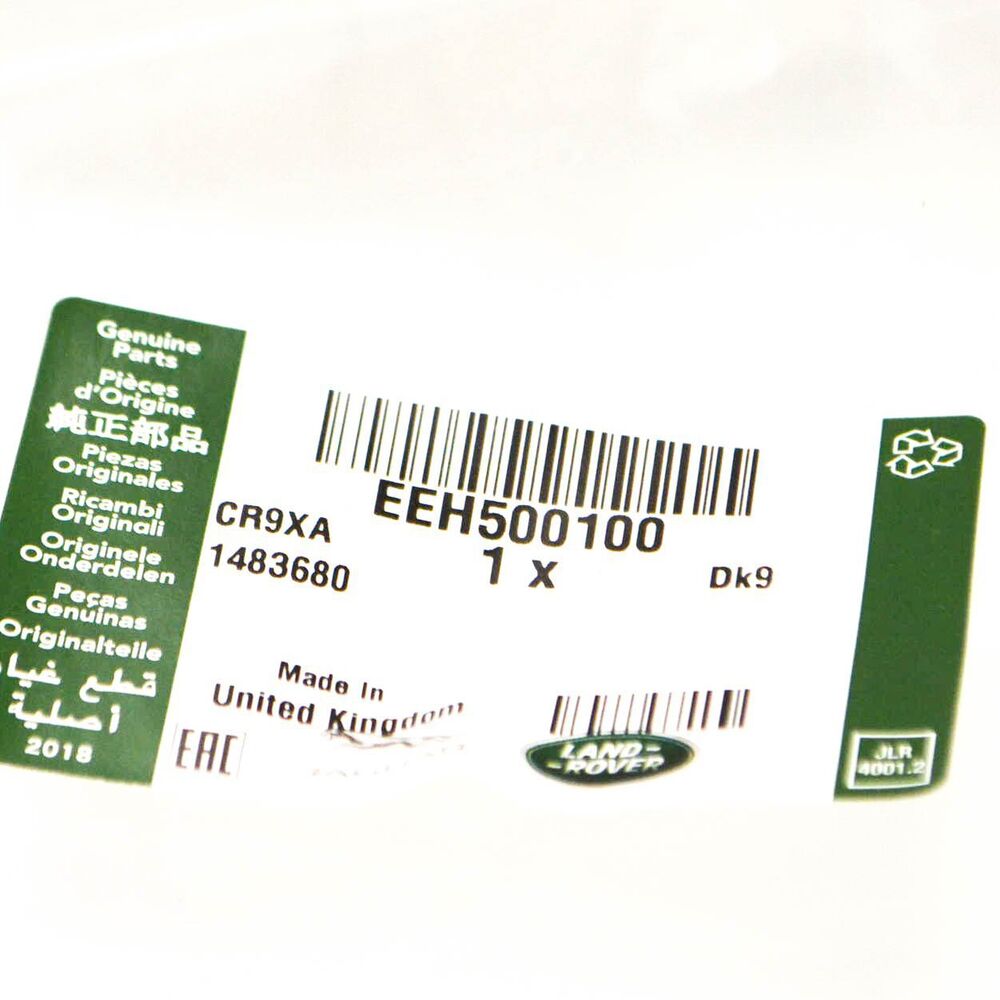 Genuine
Parts
Pièces
d'Origine
純正部品
Piezas
Originales
Ricambi
Originali
Originele
Onderdelen
Peças
Genuínas
Originalteile
قطع غيار
أصلية
2018
EEH500100
CR9XA
1 x
Dk9
1483680
Made In
United Kingdom
EAC
LAND-
-ROVER
JLR
4001.2